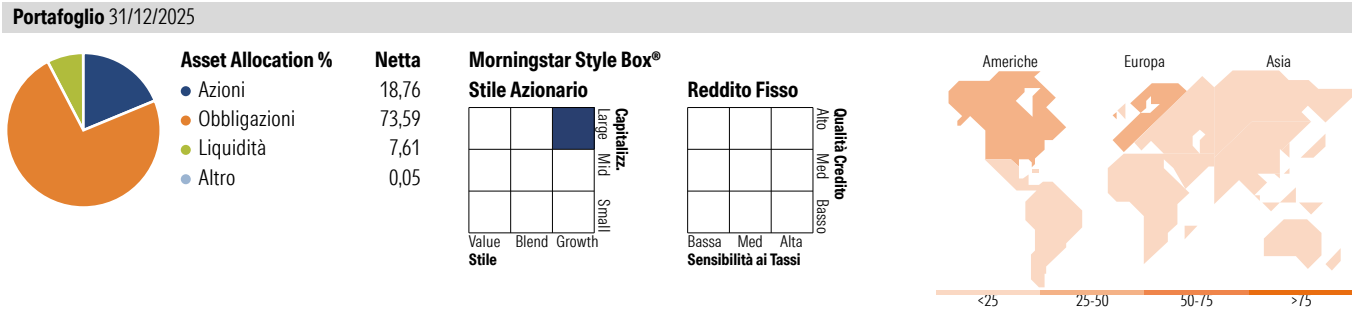 Portafoglio 31/12/2025
Asset Allocation % Netta
Azioni 18,76
Obbligazioni 73,59
Liquidità 7,61
Altro 0,05
Morningstar Style Box®
Stile Azionario
Large Mid Small
Capitalizz.
Value Blend Growth
Stile
Reddito Fisso
Alto Med Basso
Qualità Credito
Bassa Med Alta
Sensibilità ai Tassi
Americhe Europa Asia
<25 25-50 50-75 >75